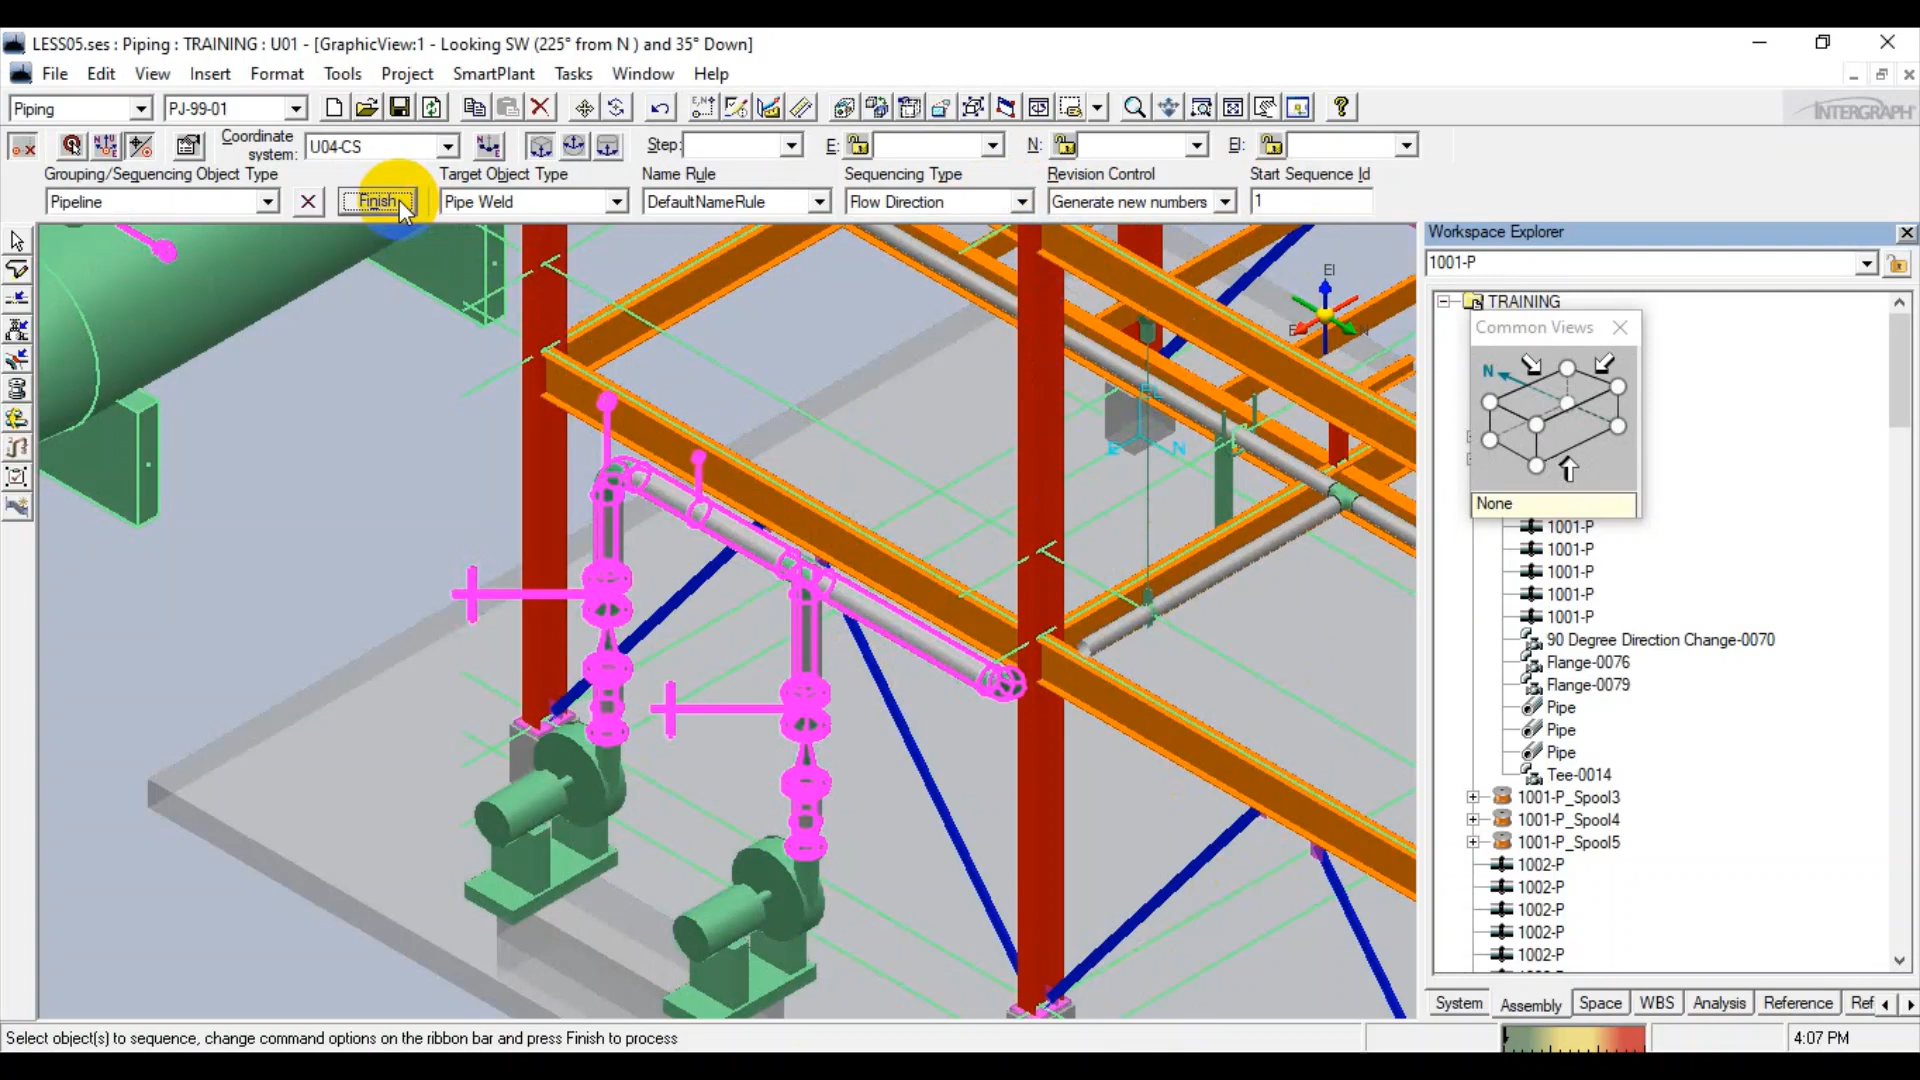 LESS05.ses : Piping : TRAINING : U01 - [GraphicView:1 - Looking SW (225° from N ) and 35° Down]
File Edit View Insert Format Tools Project SmartPlant Tasks Window Help
Piping PJ-99-01 INTERGRAPH
Coordinate system: U04-CS Step: E: N: El:
Grouping/Sequencing Object Type Target Object Type Name Rule Sequencing Type Revision Control Start Sequence Id
Pipeline Finish Pipe Weld DefaultNameRule Flow Direction Generate new numbers 1
Workspace Explorer
1001-P
TRAINING
Common Views
N
None
El
E
N
EL
E
N
1001-P
1001-P
1001-P
1001-P
1001-P
90 Degree Direction Change-0070
Flange-0076
Flange-0079
Pipe
Pipe
Pipe
Tee-0014
1001-P_Spool3
1001-P_Spool4
1001-P_Spool5
1002-P
1002-P
1002-P
1002-P
1002-P
System Assembly Space WBS Analysis Reference Ref
Select object(s) to sequence, change command options on the ribbon bar and press Finish to process
4:07 PM